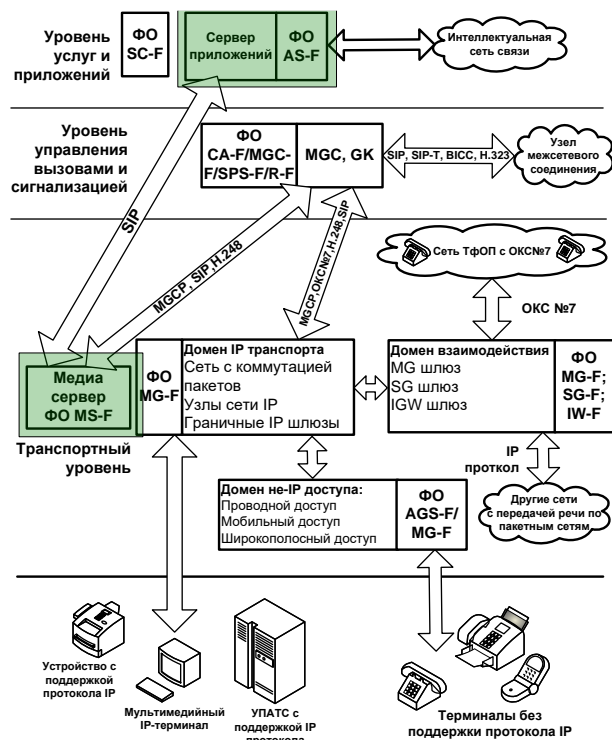 Уровень
услуг и
приложений
ФО
SC-F
Сервер
приложений
ФО
AS-F
Интеллектуальная
сеть связи
Уровень
управления
вызовами и
сигнализацией
ФО
CA-F/MGC-
F/SPS-F/R-F
MGC, GK
SIP, SIP-T, BICC, H.323
Узел
межсетевого
соединения
SIP
MGCP, SIP,H.248
MGCP,ОКС№7,H.248,SIP
Сеть ТфОП с ОКС№7
ОКС №7
Медиа
сервер
ФО MS-F
ФО
MG-F
Домен IP транспорта
Сеть с коммутацией
пакетов
Узлы сети IP
Граничные IP шлюзы
Домен взаимодействия
MG шлюз
SG шлюз
IGW шлюз
ФО
MG-F;
SG-F;
IW-F
Транспортный
уровень
IP
проткол
Домен не-IP доступа:
Проводной доступ
Мобильный доступ
Широкополосный доступ
ФО
AGS-F/
MG-F
Другие сети
с передачей речи по
пакетным сетям
Устройство с
поддержкой
протокола IP
Мультимедийный
IP-терминал
УПАТС с
поддержкой IP
протокола
Терминалы без
поддержки протокола IP